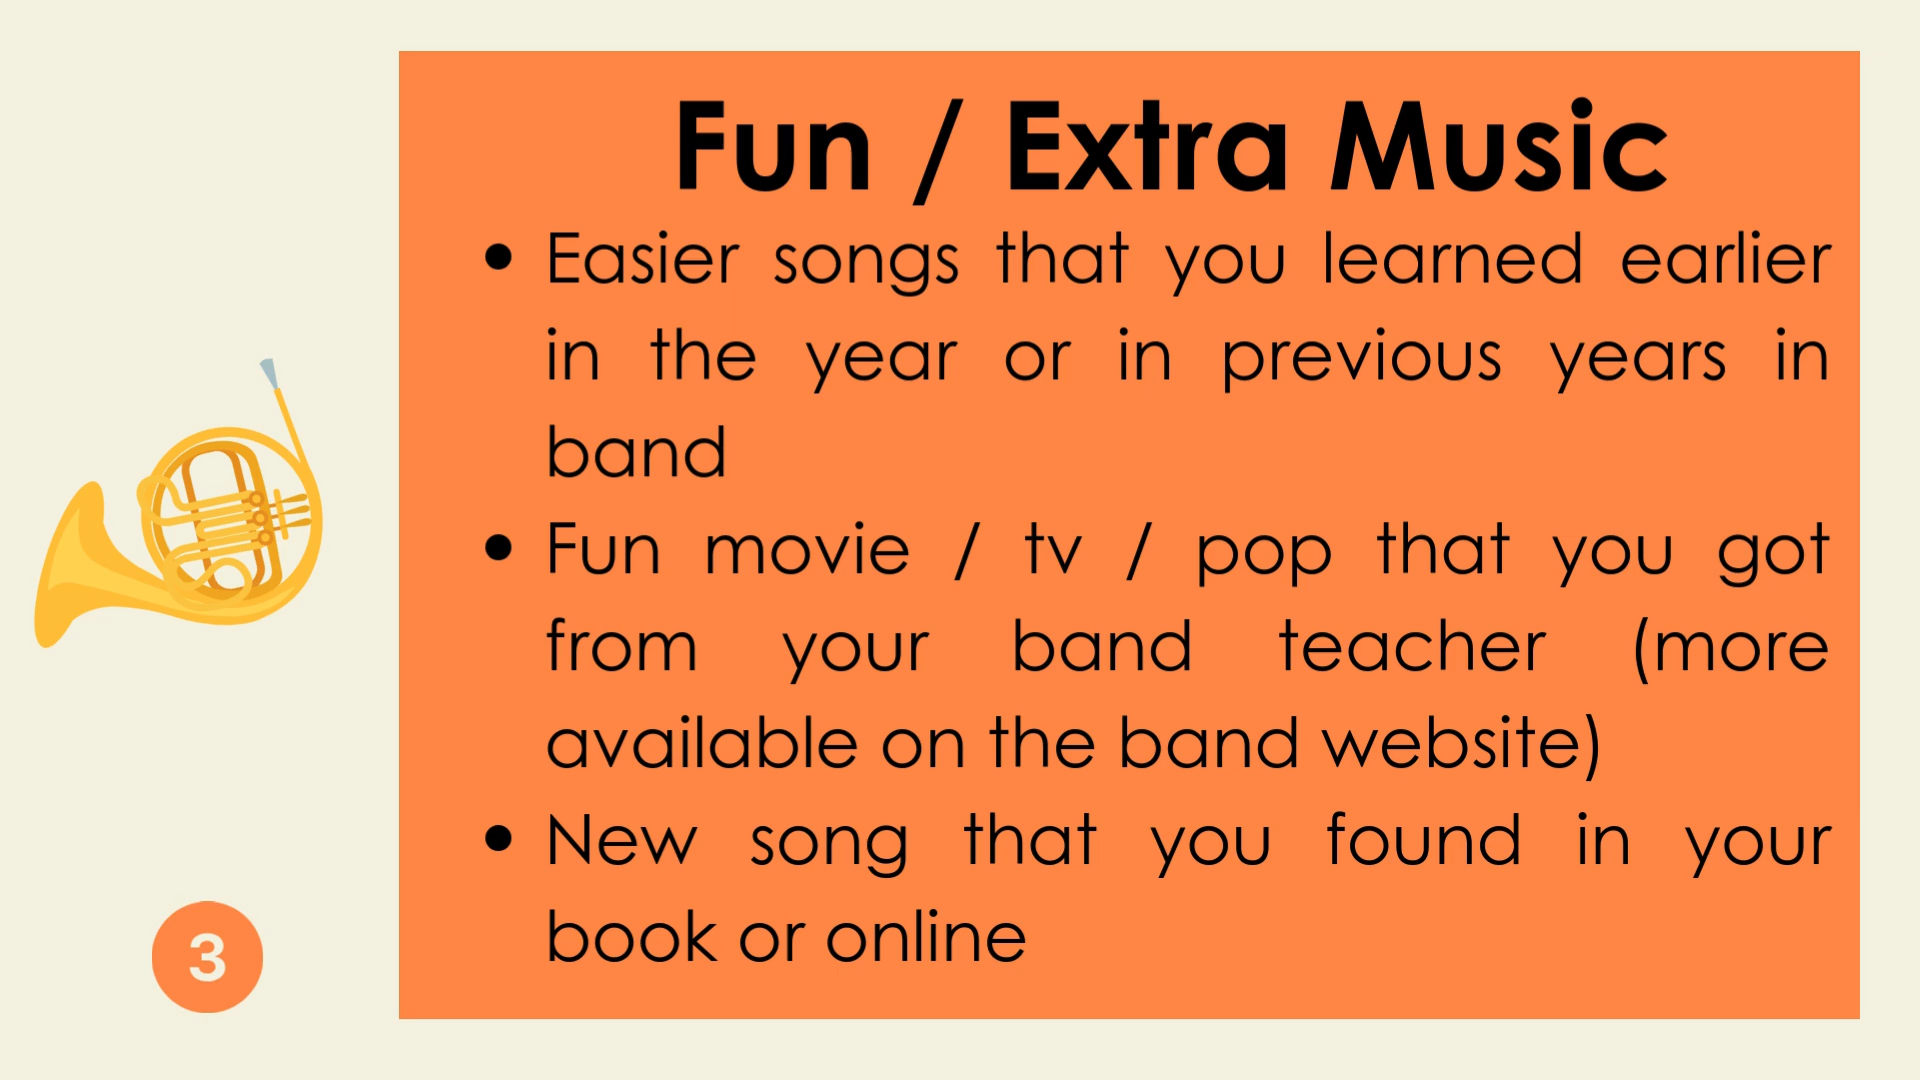 Fun / Extra Music
• Easier songs that you learned earlier
in the year or in previous years in
band
• Fun movie / tv / pop that you got
from your band teacher (more
available on the band website)
• New song that you found in your
book or online
3